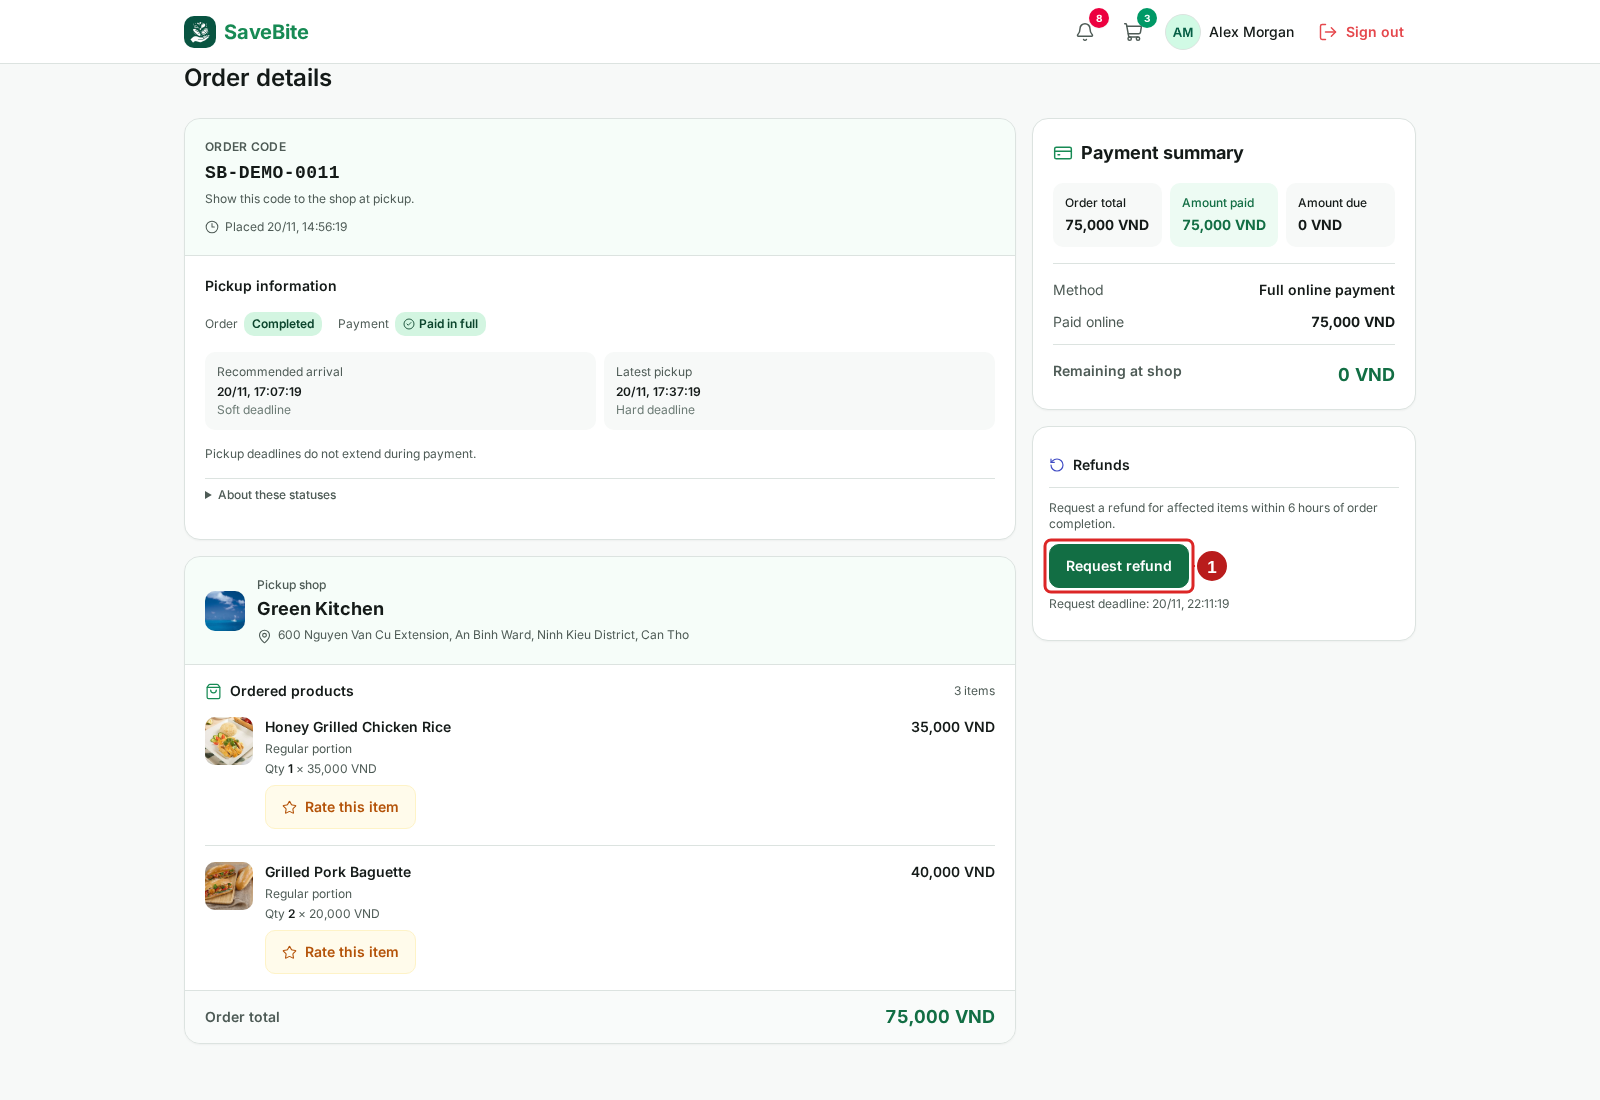 SaveBite
8
3
AM
Alex Morgan
Sign out
Order details
ORDER CODE
SB-DEMO-0011
Show this code to the shop at pickup.
Placed 20/11, 14:56:19
Pickup information
Order Completed Payment Paid in full
Recommended arrival
20/11, 17:07:19
Soft deadline
Latest pickup
20/11, 17:37:19
Hard deadline
Pickup deadlines do not extend during payment.
About these statuses
Pickup shop
Green Kitchen
600 Nguyen Van Cu Extension, An Binh Ward, Ninh Kieu District, Can Tho
Ordered products
3 items
Honey Grilled Chicken Rice
35,000 VND
Regular portion
Qty 1 × 35,000 VND
Rate this item
Grilled Pork Baguette
40,000 VND
Regular portion
Qty 2 × 20,000 VND
Rate this item
Order total
75,000 VND
Payment summary
Order total
75,000 VND
Amount paid
75,000 VND
Amount due
0 VND
Method
Full online payment
Paid online
75,000 VND
Remaining at shop
0 VND
Refunds
Request a refund for affected items within 6 hours of order
completion.
Request refund
1
Request deadline: 20/11, 22:11:19